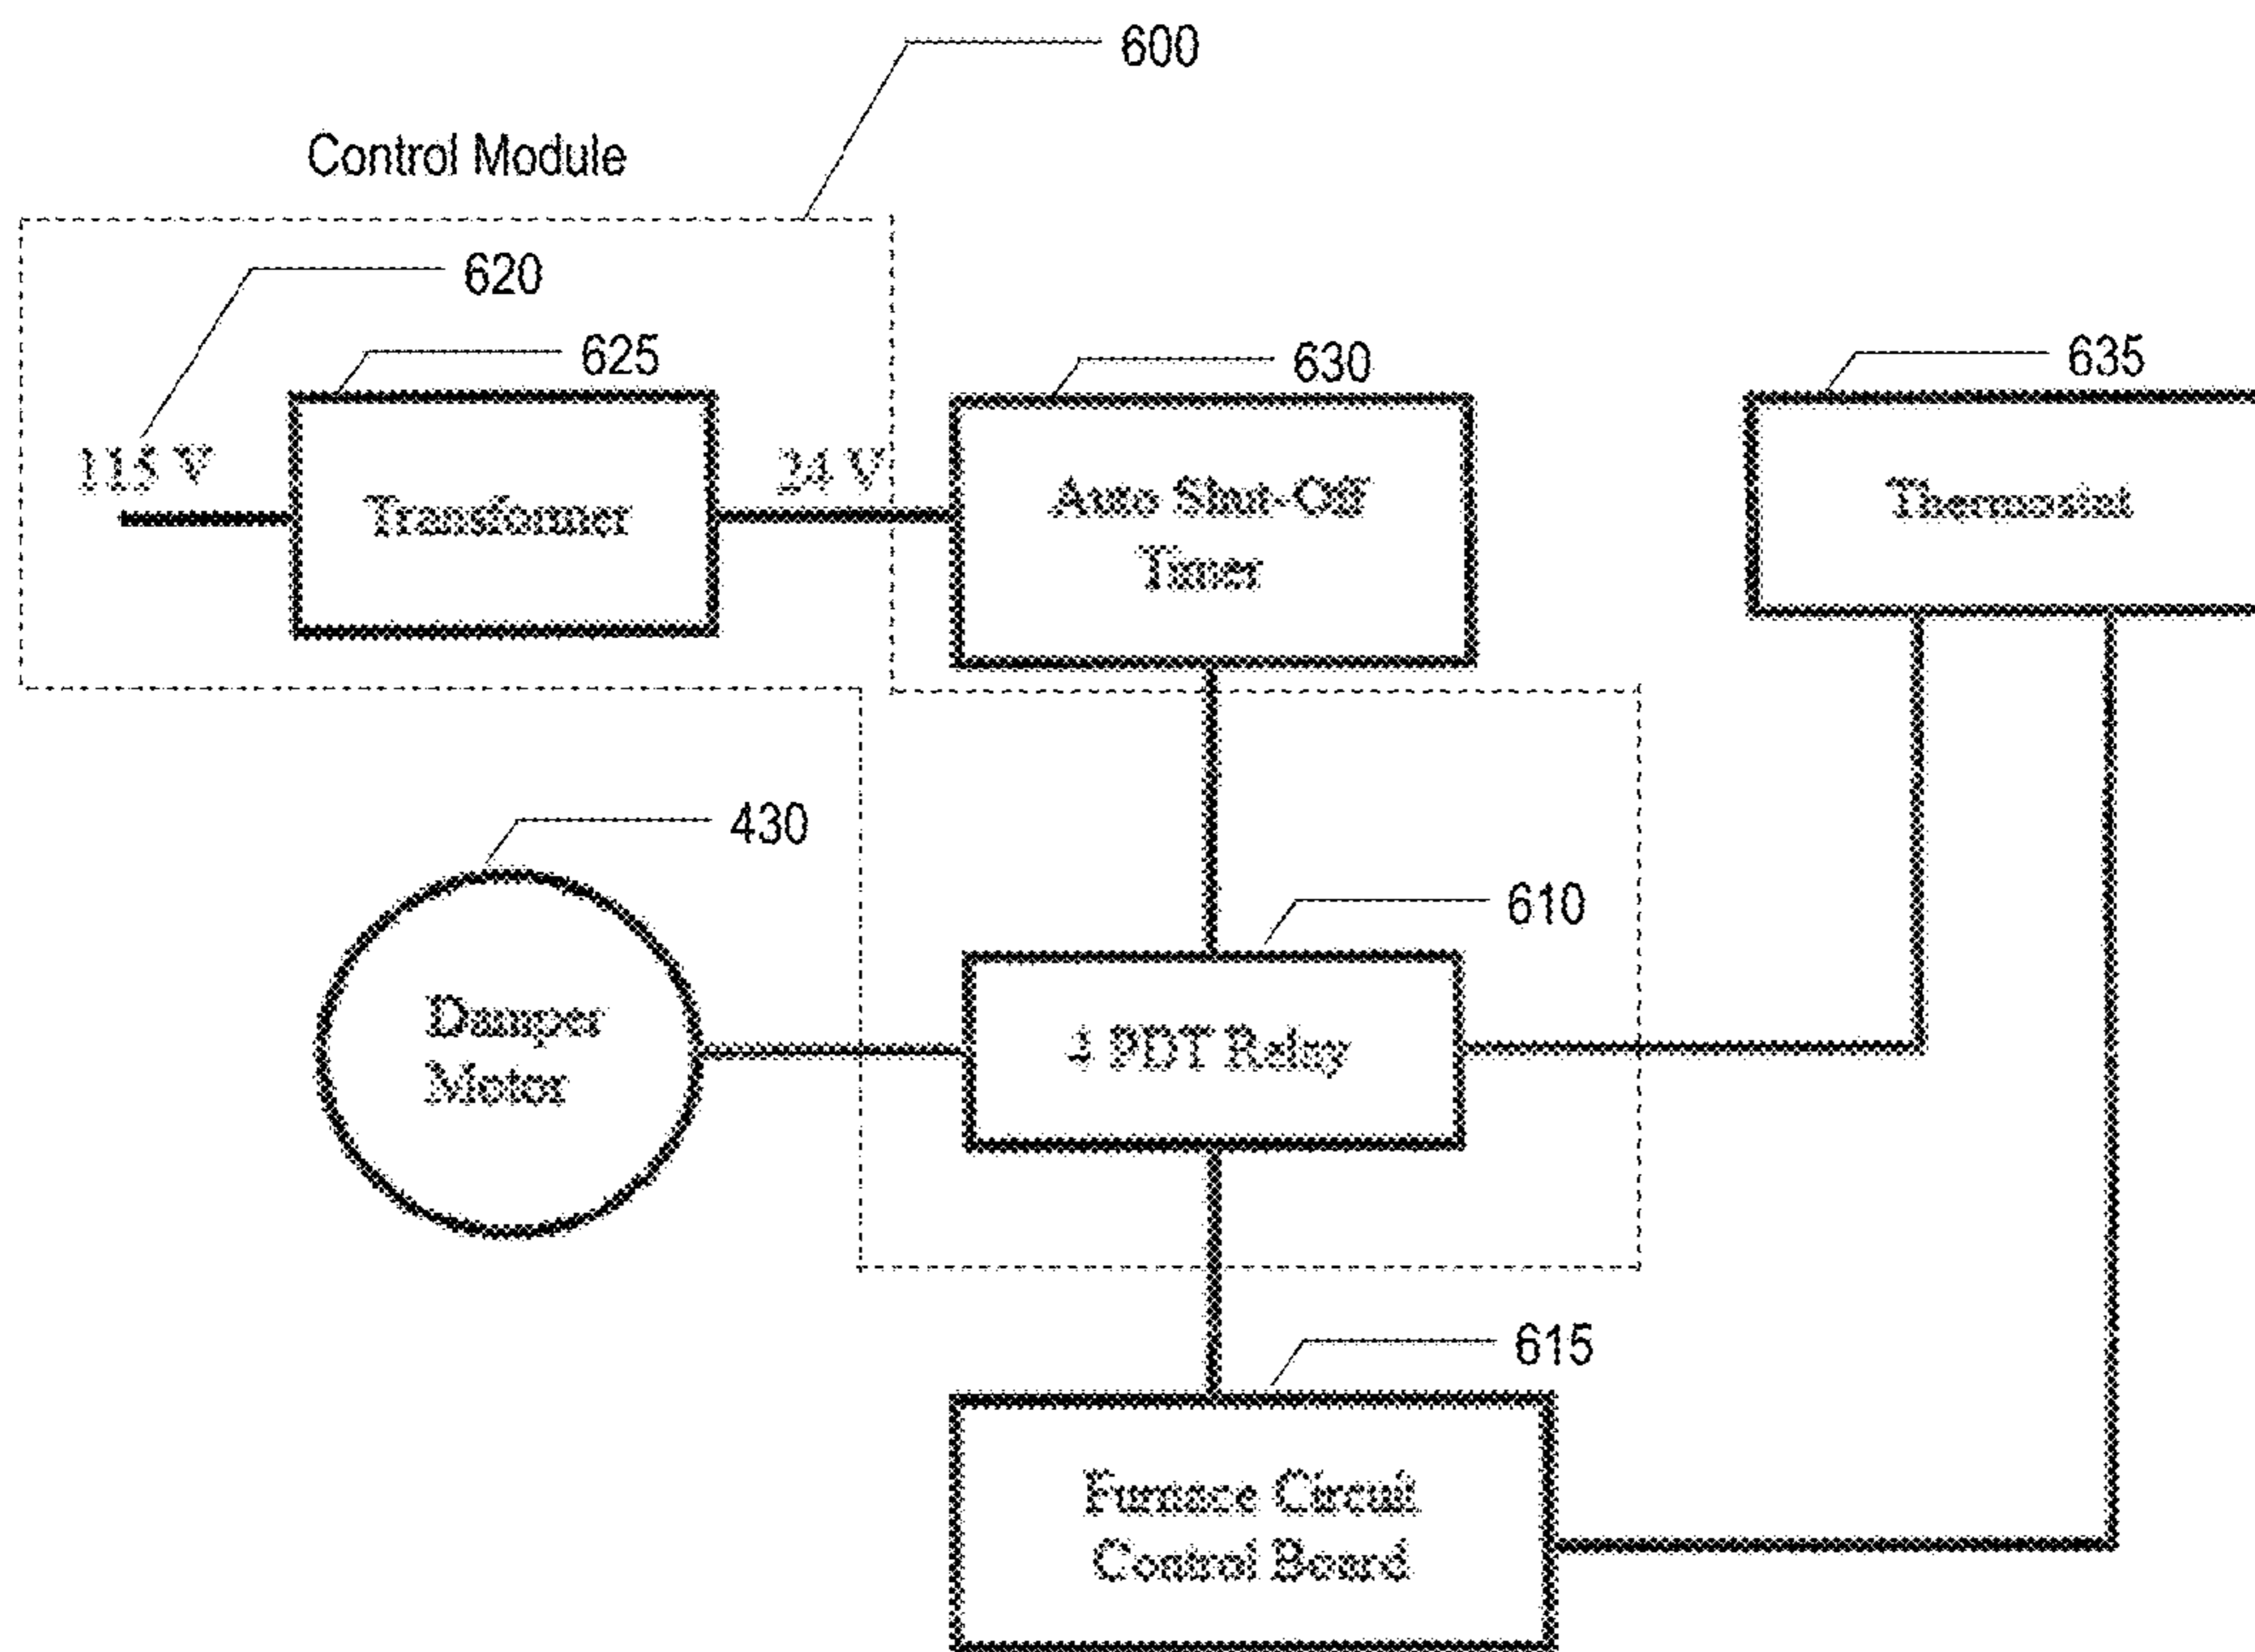 600
Control Module
620
625
630
635
115 V
24 V
Transformer
Auto Shut-Off
Timer
Thermostat
430
610
Damper
Motor
4 PDT Relay
615
Furnace Circuit
Control Board